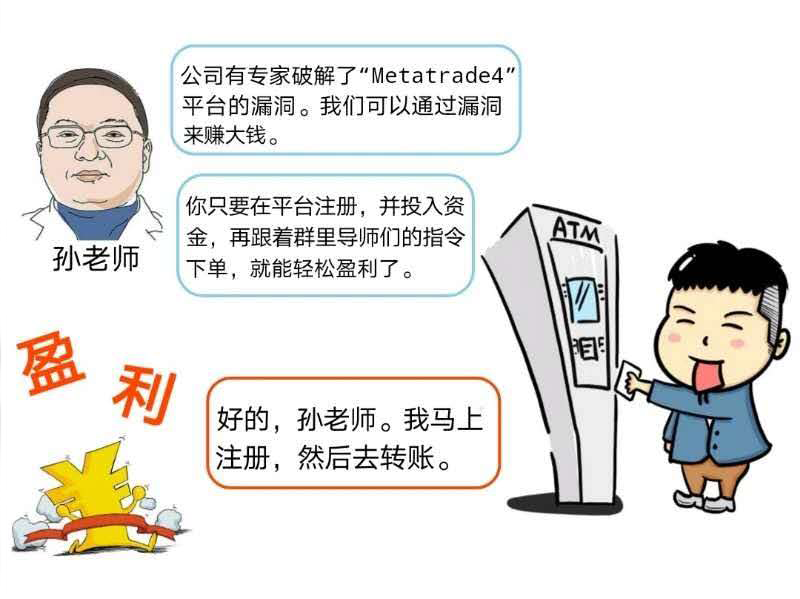 公司有专家破解了“Metatrade4”
平台的漏洞。我们可以通过漏洞
来赚大钱。
你只要在平台注册，并投入资
金，再跟着群里导师们的指令
下单，就能轻松盈利了。
孙老师
ATM
盈利
好的，孙老师。我马上
注册，然后去转账。